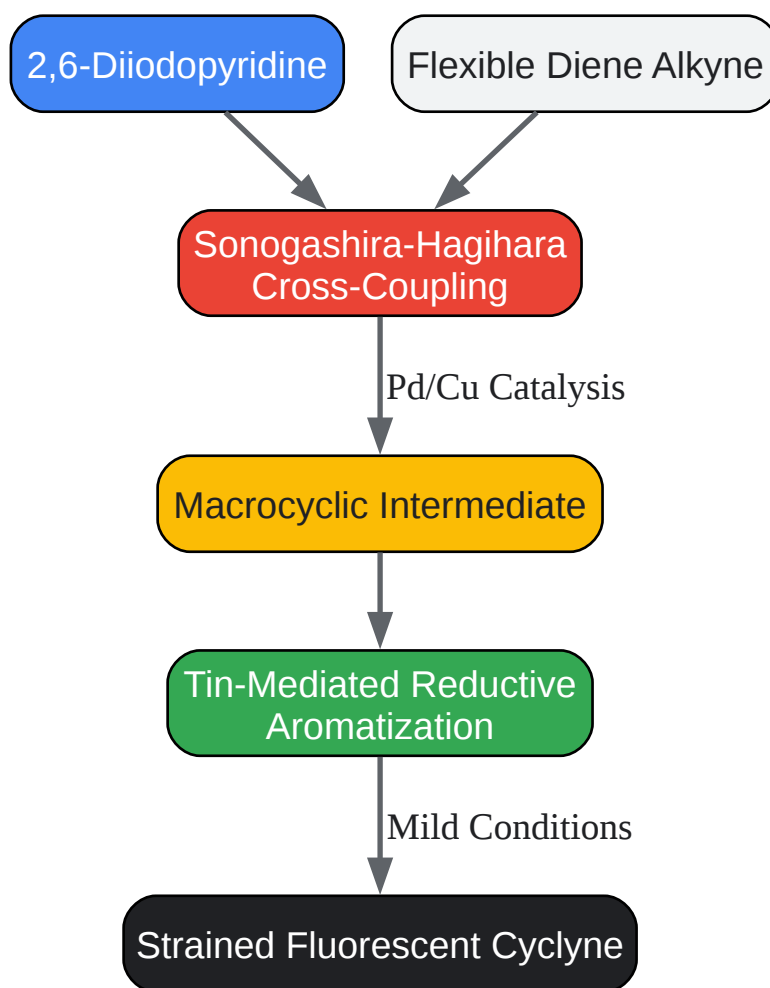 2,6-Diiodopyridine
Flexible Diene Alkyne
Sonogashira-Hagihara
Cross-Coupling
Pd/Cu Catalysis
Macrocyclic Intermediate
Tin-Mediated Reductive
Aromatization
Mild Conditions
Strained Fluorescent Cyclyne